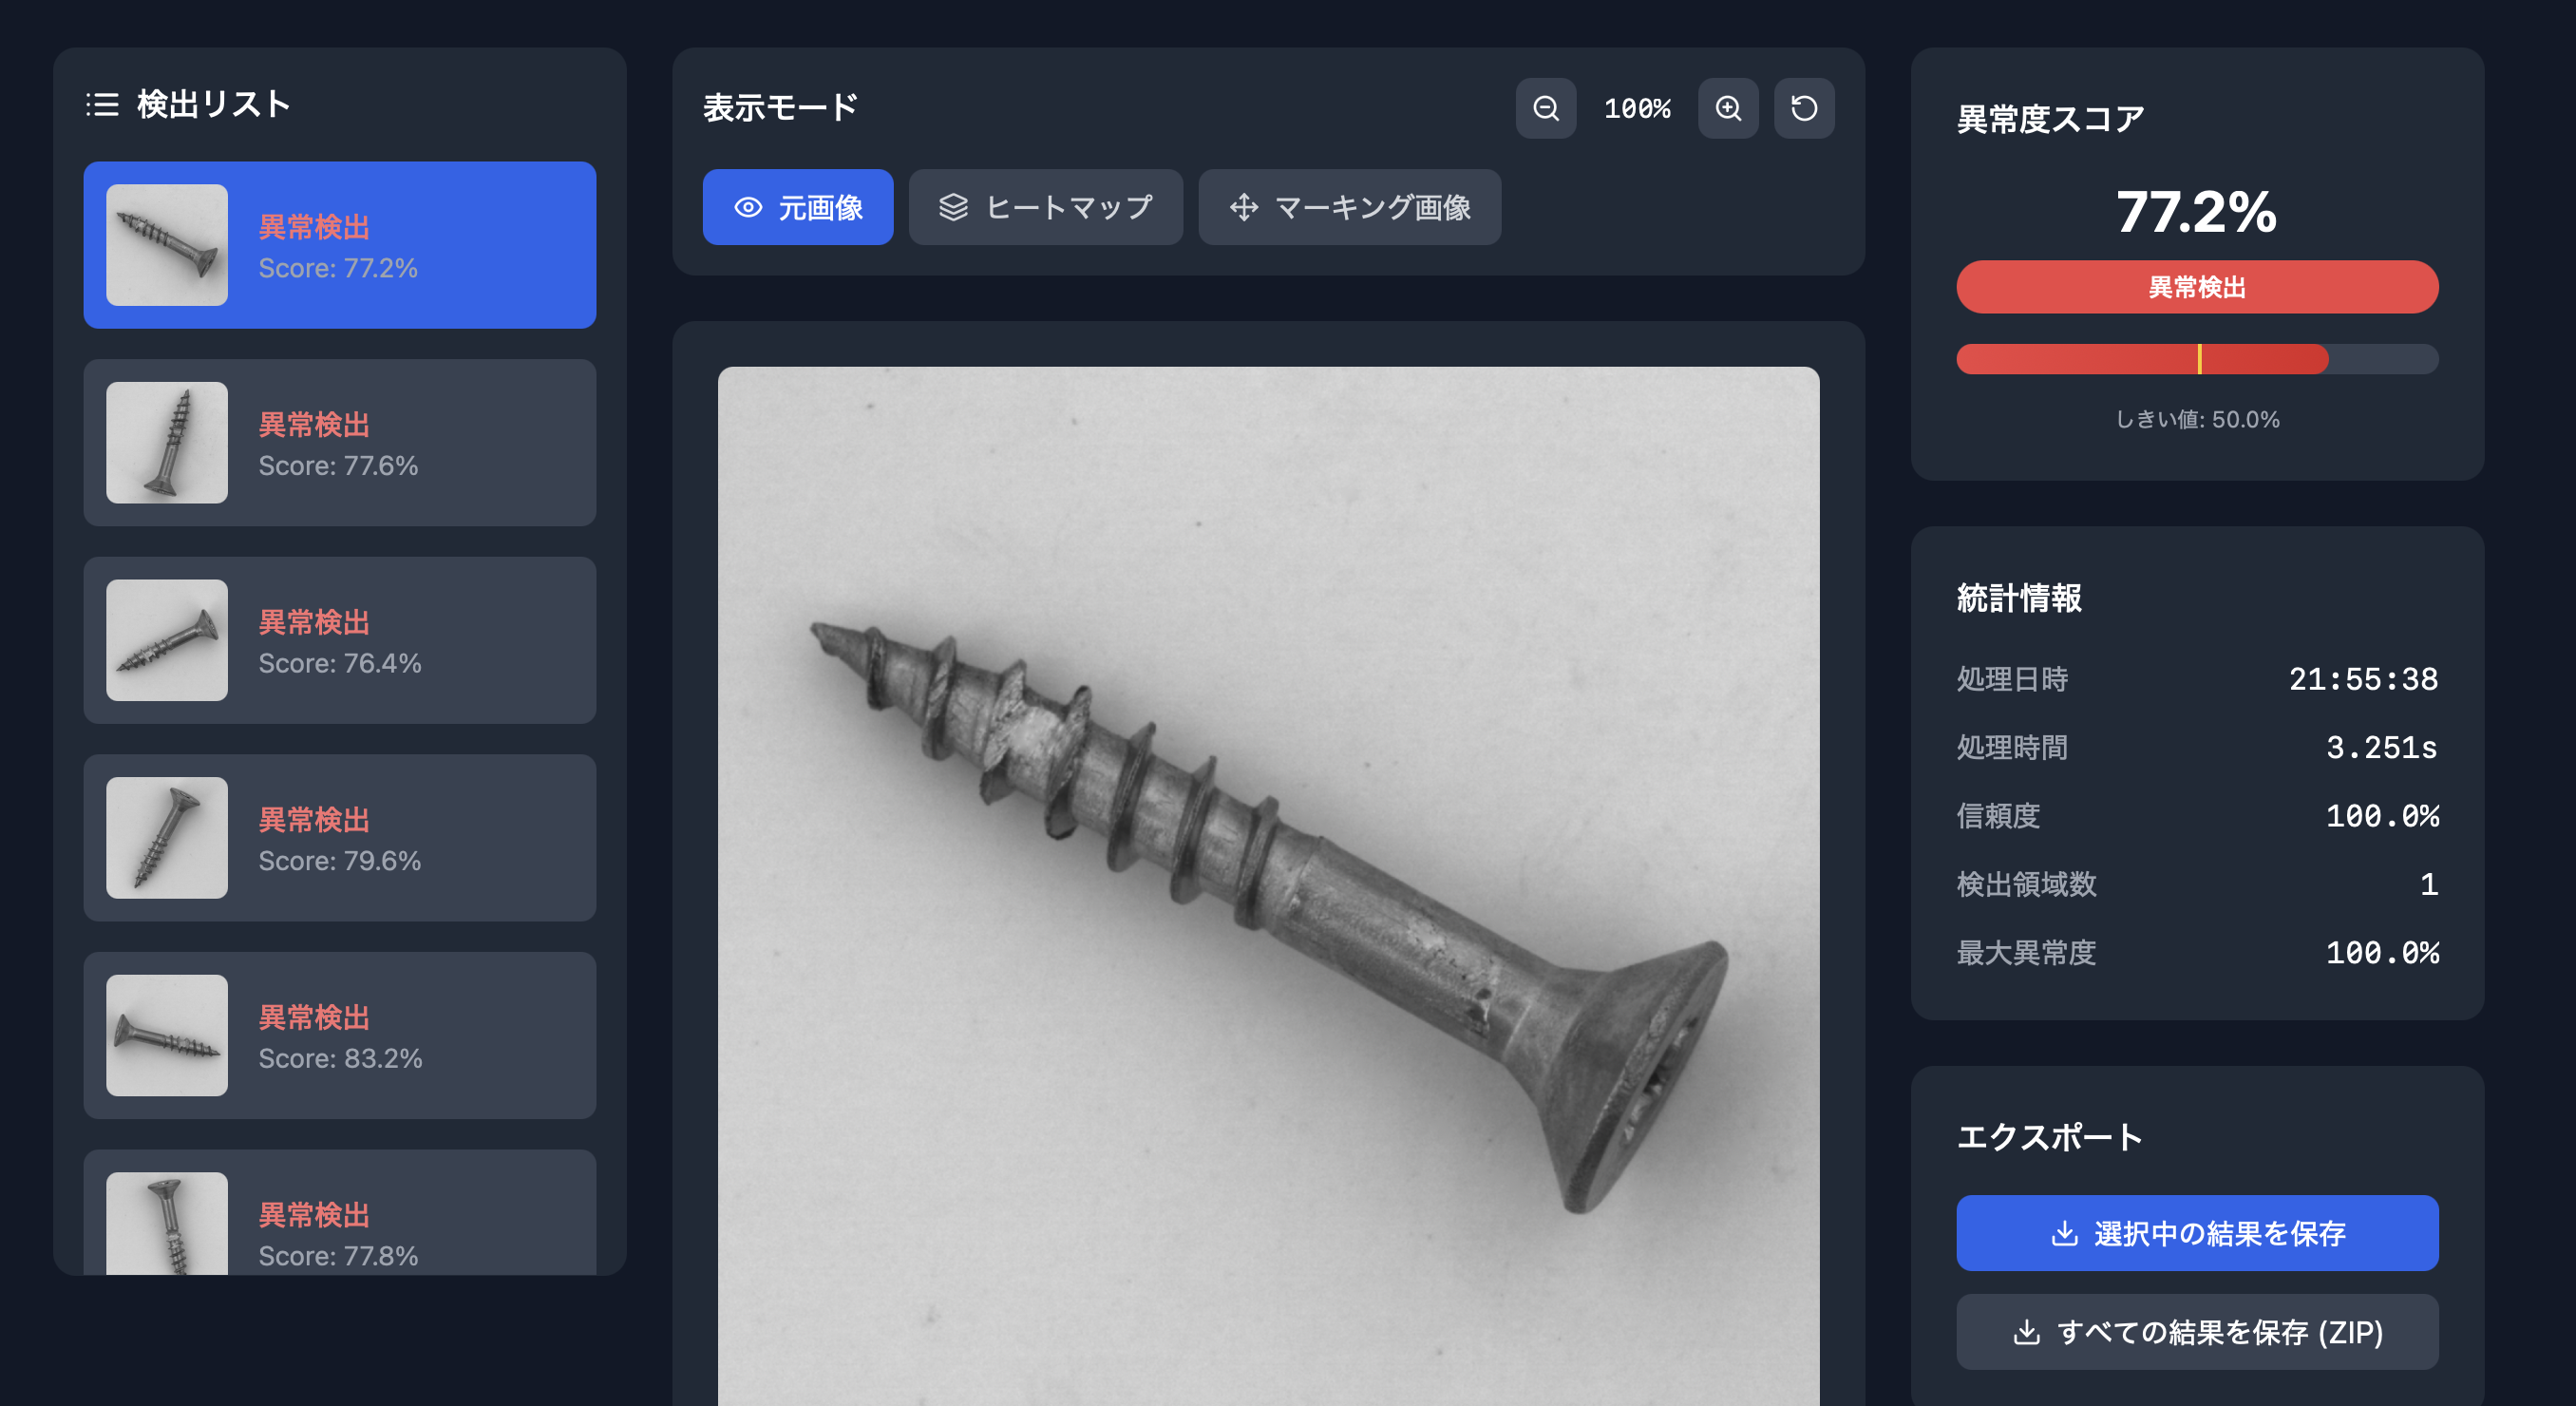 検出リスト
異常検出
Score: 77.2%
異常検出
Score: 77.6%
異常検出
Score: 76.4%
異常検出
Score: 79.6%
異常検出
Score: 83.2%
異常検出
Score: 77.8%
表示モード
100%
元画像
ヒートマップ
マーキング画像
異常度スコア
77.2%
異常検出
しきい値: 50.0%
統計情報
処理日時 21:55:38
処理時間 3.251s
信頼度 100.0%
検出領域数 1
最大異常度 100.0%
エクスポート
選択中の結果を保存
すべての結果を保存 (ZIP)